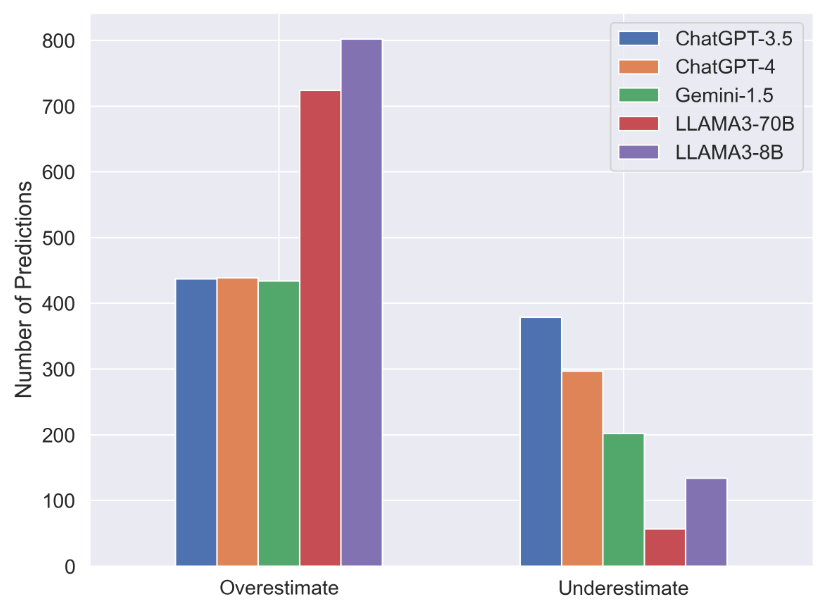 Number of Predictions
800
700
600
500
400
300
200
100
0
ChatGPT-3.5
ChatGPT-4
Gemini-1.5
LLAMA3-70B
LLAMA3-8B
Overestimate
Underestimate